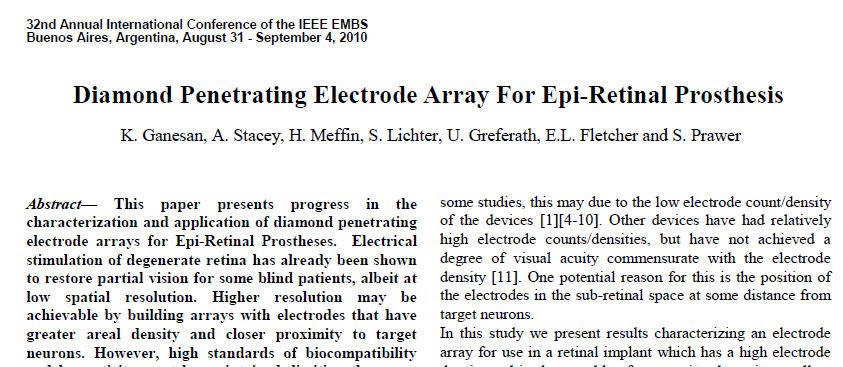 32nd Annual International Conference of the IEEE EMBS
Buenos Aires, Argentina, August 31 - September 4, 2010
Diamond Penetrating Electrode Array For Epi-Retinal Prosthesis
K. Ganesan, A. Stacey, H. Meffin, S. Lichter, U. Greferath, E.L. Fletcher and S. Prawer
Abstract— This paper presents progress in the
characterization and application of diamond penetrating
electrode arrays for Epi-Retinal Prostheses. Electrical
stimulation of degenerate retina has already been shown
to restore partial vision for some blind patients, albeit at
low spatial resolution. Higher resolution may be
achievable by building arrays with electrodes that have
greater areal density and closer proximity to target
neurons. However, high standards of biocompatibility
some studies, this may due to the low electrode count/density
of the devices [1][4-10]. Other devices have had relatively
high electrode counts/densities, but have not achieved a
degree of visual acuity commensurate with the electrode
density [11]. One potential reason for this is the position of
the electrodes in the sub-retinal space at some distance from
target neurons.
In this study we present results characterizing an electrode
array for use in a retinal implant which has a high electrode